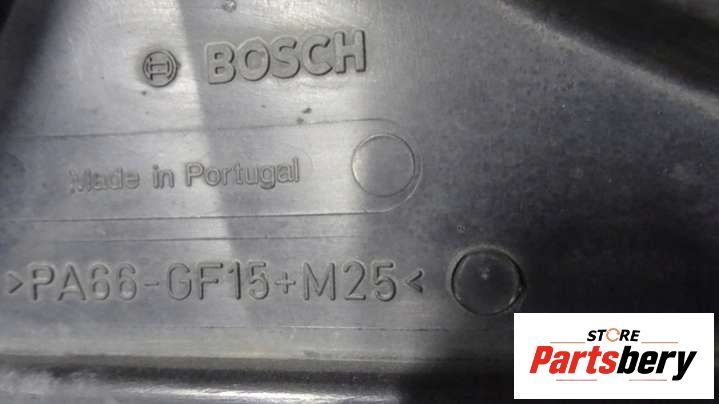 BOSCH
Made in Portugal
>PA66-GF15+M25<
STORE
Partsbery